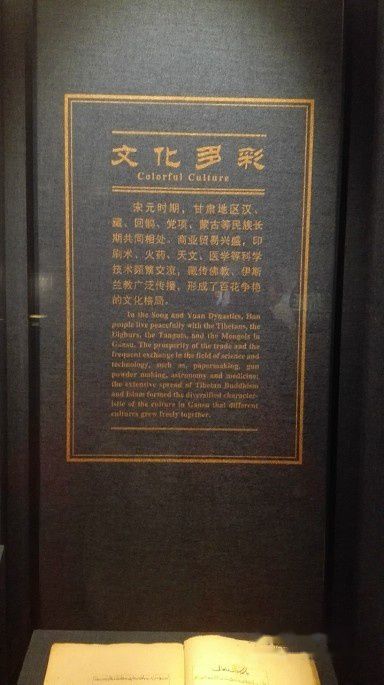 文化多彩
Colorful Culture
宋元时期，甘肃地区汉、
藏、回鹘、党项、蒙古等民族长
期共同相处，商业贸易兴盛，印
刷术、火药、天文、医学等科学
技术频繁交流，藏传佛教、伊斯
兰教广泛传播，形成了百花争艳
的文化格局。
In the Song and Yuan Dynasties, Han
people live peacefully with the Tibetans, the
Uighurs, the Tanguts, and the Mongols in
Gansu. The prosperity of the trade and the
frequent exchange in the field of science and
technology, such as, papermaking, gun
powder making, astronomy and medicine;
the extensive spread of Tibetan Buddhism
and Islam formed the diversified character-
istic of the culture in Gansu that different
cultures grew freely together.